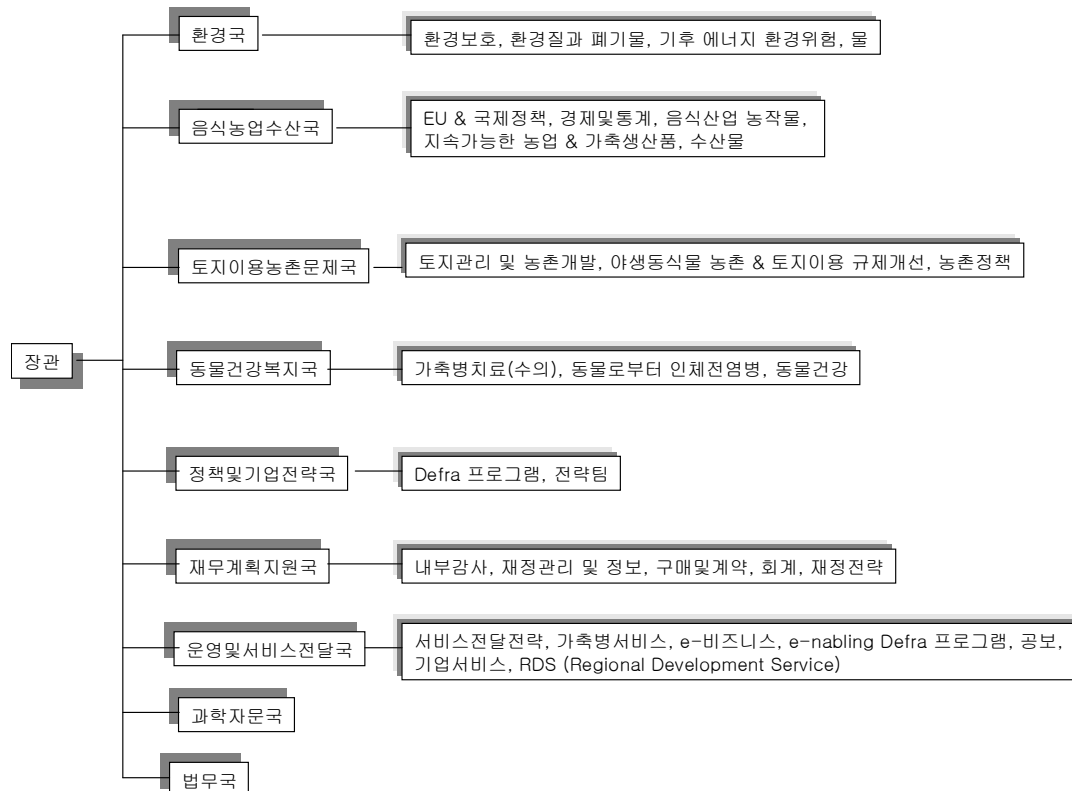 환경국
환경보호, 환경질과 폐기물, 기후 에너지 환경위험, 물
음식농업수산국
EU & 국제정책, 경제및통계, 음식산업 농작물,
지속가능한 농업 & 가축생산품, 수산물
토지이용농촌문제국
토지관리 및 농촌개발, 야생동식물 농촌 & 토지이용 규제개선, 농촌정책
장관
동물건강복지국
가축병치료(수의), 동물로부터 인체전염병, 동물건강
정책및기업전략국
Defra 프로그램, 전략팀
재무계획지원국
내부감사, 재정관리 및 정보, 구매및계약, 회계, 재정전략
운영및서비스전달국
서비스전달전략, 가축병서비스, e-비즈니스, e-nabling Defra 프로그램, 공보,
기업서비스, RDS (Regional Development Service)
과학자문국
법무국